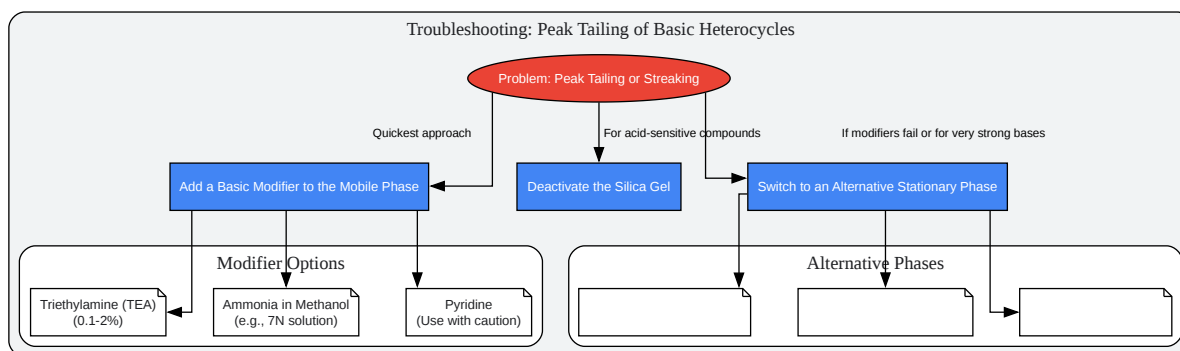 Troubleshooting: Peak Tailing of Basic Heterocycles
Problem: Peak Tailing or Streaking
Quickest approach
For acid-sensitive compounds
If modifiers fail or for very strong bases
Add a Basic Modifier to the Mobile Phase
Deactivate the Silica Gel
Switch to an Alternative Stationary Phase
Modifier Options
Alternative Phases
Triethylamine (TEA)
(0.1-2%)
Ammonia in Methanol
(e.g., 7N solution)
Pyridine
(Use with caution)